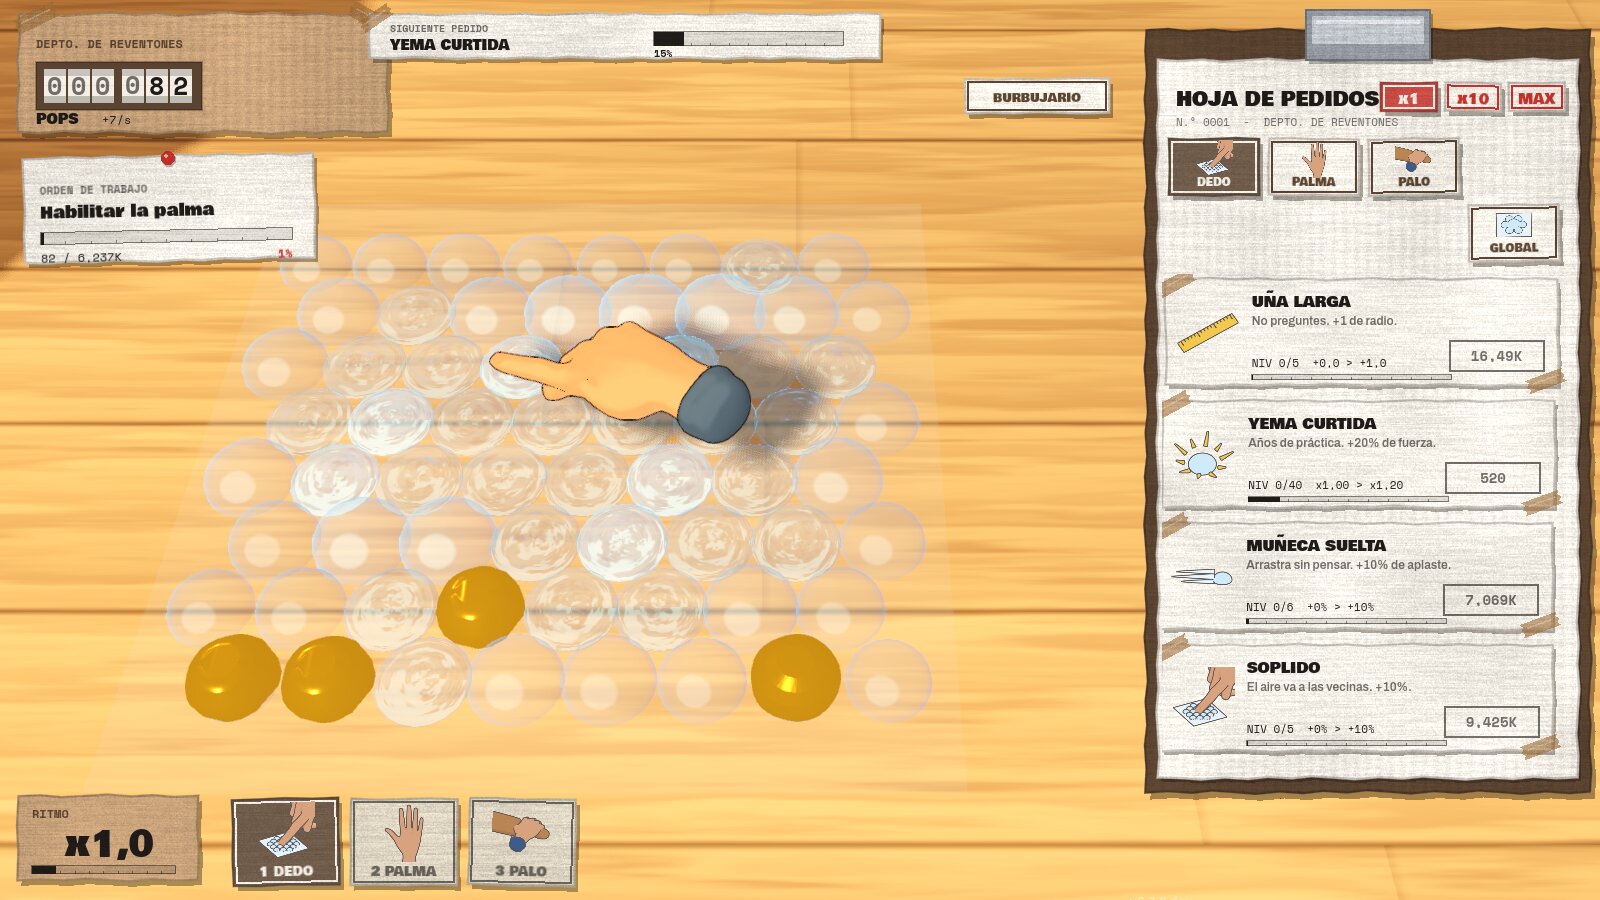 DEPTO. DE REVENTONES
000082
POPS +7/s
SIGUIENTE PEDIDO
YEMA CURTIDA
15%
BURBUJARIO
ORDEN DE TRABAJO
Habilitar la palma
82 / 6,237K
1%
HOJA DE PEDIDOS
x1
x10
MAX
N.° 0001 - DEPTO. DE REVENTONES
DEDO
PALMA
PALO
GLOBAL
UÑA LARGA
No preguntes. +1 de radio.
NIV 0/5 +0,0 > +1,0
16,49K
YEMA CURTIDA
Años de práctica. +20% de fuerza.
NIV 0/40 x1,00 > x1,20
520
MUÑECA SUELTA
Arrastra sin pensar. +10% de aplaste.
NIV 0/6 +0% > +10%
7,069K
SOPLIDO
El aire va a las vecinas. +10%.
NIV 0/5 +0% > +10%
9,425K
RITMO
x1,0
1 DEDO
2 PALMA
3 PALO